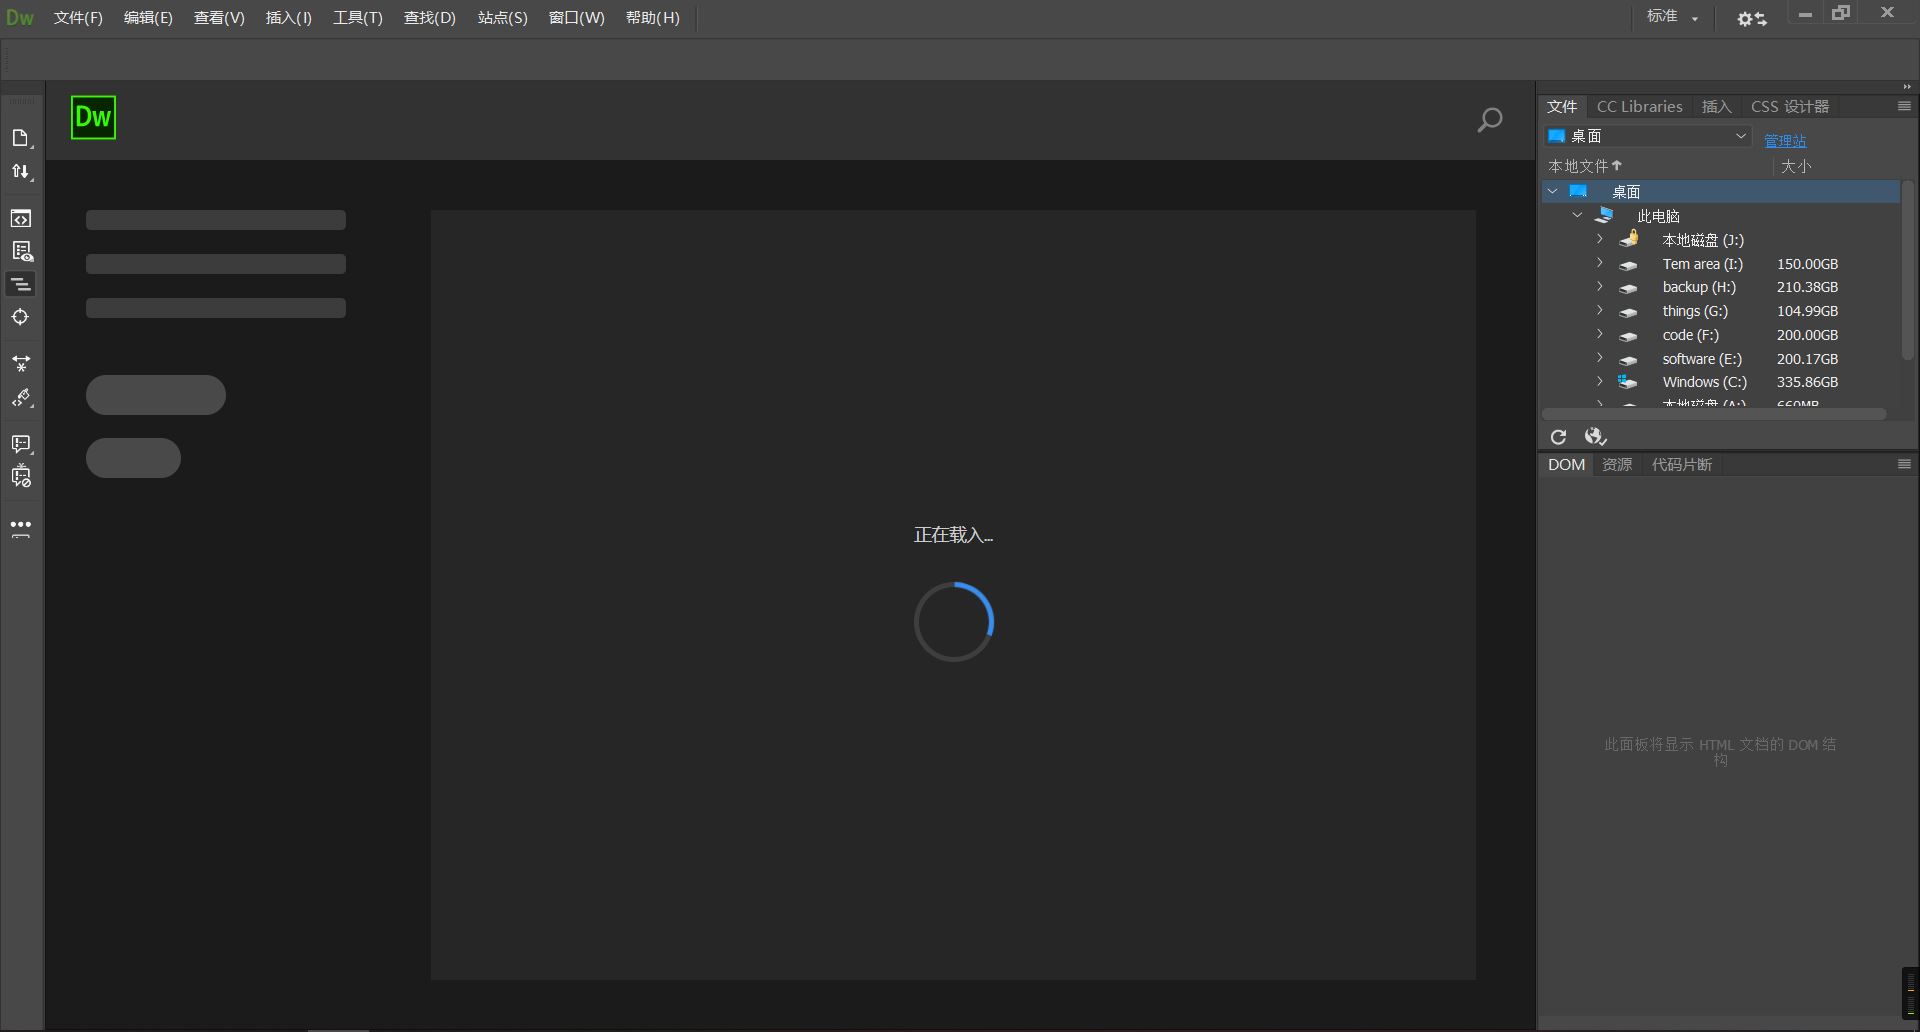 Dw 文件(F) 编辑(E) 查看(V) 插入(I) 工具(T) 查找(D) 站点(S) 窗口(W) 帮助(H) 标准
Dw
正在载入...
文件 CC Libraries 插入 CSS 设计器
桌面 管理站
本地文件 大小
桌面
此电脑
本地磁盘 (J:)
Tem area (I:) 150.00GB
backup (H:) 210.38GB
things (G:) 104.99GB
code (F:) 200.00GB
software (E:) 200.17GB
Windows (C:) 335.86GB
本地磁盘 (A:) 660MB
DOM 资源 代码片断
此面板将显示 HTML 文档的 DOM 结
构